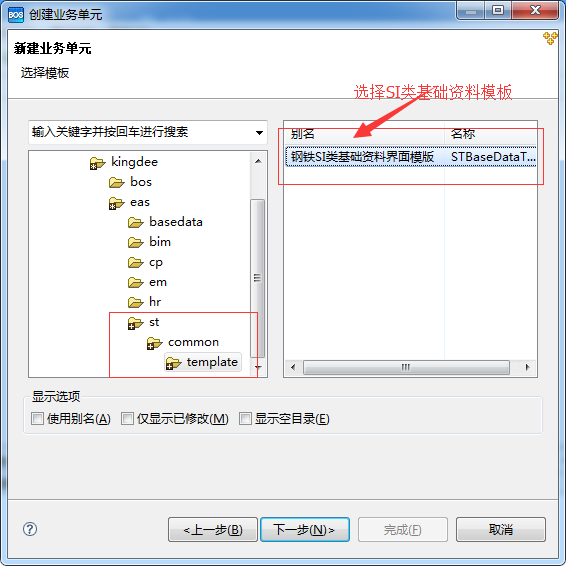 BOS 创建业务单元
新建业务单元
选择模板
选择SI类基础资料模板
输入关键字并按回车进行搜索
别名 名称
钢铁SI类基础资料界面模版 STBaseDataT...
kingdee
bos
eas
basedata
bim
cp
em
hr
st
common
template
显示选项
使用别名(A) 仅显示已修改(M) 显示空目录(E)
? <上一步(B) 下一步(N)> 完成(F) 取消